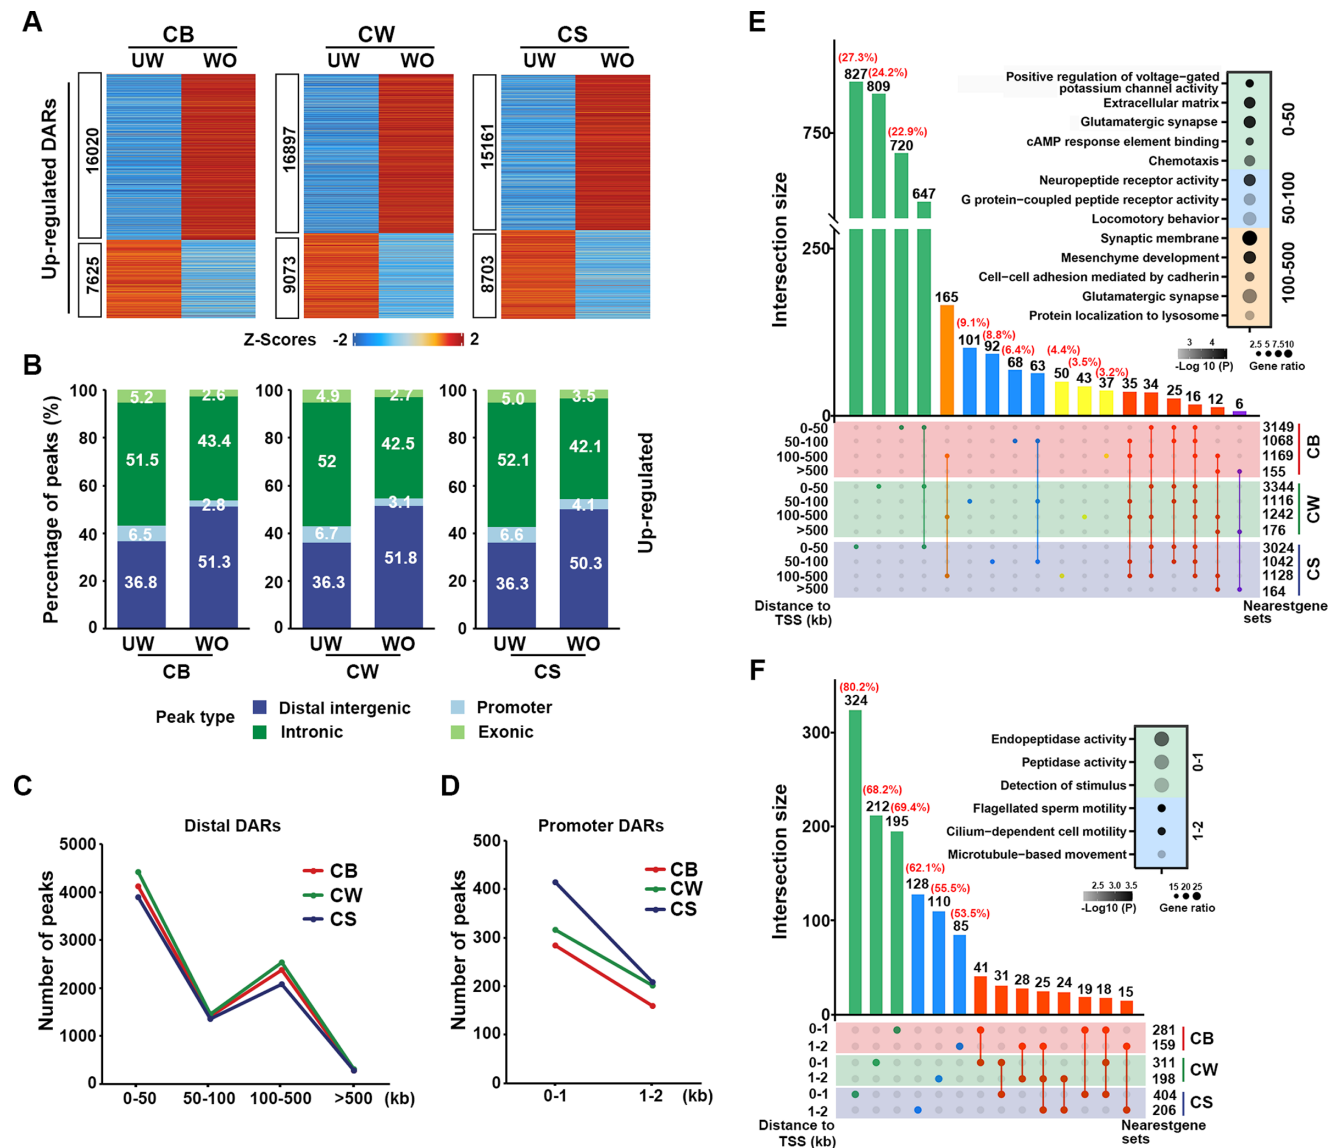 A
CB
CW
CS
UW WO
UW WO
UW WO
Up-regulated DARs
16020
7625
16897
9073
15161
8703
Z-Scores -2 2
B
Percentage of peaks (%)
100
80
60
40
20
0
5.2
51.5
6.5
36.8
2.6
43.4
2.8
51.3
UW WO
CB
100
80
60
40
20
0
4.9
52
6.7
36.3
2.7
42.5
3.1
51.8
UW WO
CW
100
80
60
40
20
0
5.0
52.1
6.6
36.3
3.5
42.1
4.1
50.3
UW WO
CS
Up-regulated
Peak type
Distal intergenic
Promoter
Intronic
Exonic
C
Distal DARs
Number of peaks
5000
4000
3000
2000
1000
0
CB
CW
CS
0-50 50-100 100-500 >500 (kb)
D
Promoter DARs
Number of peaks
500
400
300
200
100
0
CB
CW
CS
0-1 1-2 (kb)
E
Intersection size
750
250
0
(27.3%)
827
(24.2%)
809
(22.9%)
720
647
165
(9.1%)
101
(8.8%)
92
(6.4%)
68
63
(4.4%)
50
(3.5%)
43
(3.2%)
37
35
34
25
16
12
6
Positive regulation of voltage-gated
potassium channel activity
Extracellular matrix
Glutamatergic synapse
cAMP response element binding
Chemotaxis
Neuropeptide receptor activity
G protein-coupled peptide receptor activity
Locomotory behavior
Synaptic membrane
Mesenchyme development
Cell-cell adhesion mediated by cadherin
Glutamatergic synapse
Protein localization to lysosome
0-50
50-100
100-500
3 4
-Log 10 (P)
2.5 5 7.5 10
Gene ratio
0-50 3149
50-100 1068
100-500 1169
>500 155
CB
0-50 3344
50-100 1116
100-500 1242
>500 176
CW
0-50 3024
50-100 1042
100-500 1128
>500 164
CS
Distance to
TSS (kb)
Nearestgene
sets
F
Intersection size
300
200
100
0
(80.2%)
324
(68.2%)
212
(69.4%)
195
(62.1%)
128
(55.5%)
110
(53.5%)
85
41
31
28
25
24
19
18
15
Endopeptidase activity
Peptidase activity
Detection of stimulus
Flagellated sperm motility
Cilium-dependent cell motility
Microtubule-based movement
0-1
1-2
2.5 3.0 3.5
-Log10 (P)
15 20 25
Gene ratio
0-1 281
1-2 159
CB
0-1 311
1-2 198
CW
0-1 404
1-2 206
CS
Distance to
TSS (kb)
Nearestgene
sets